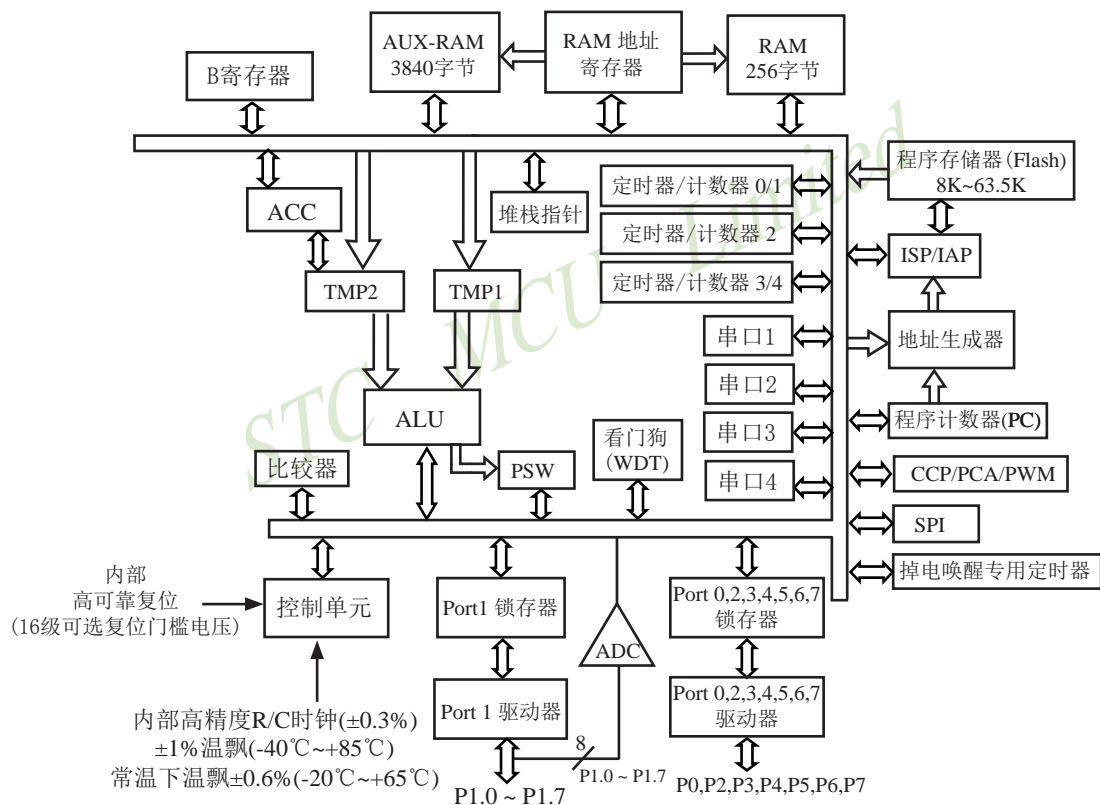 AUX-RAM
3840字节
RAM 地址
寄存器
RAM
256字节
B寄存器
程序存储器(Flash)
8K~63.5K
定时器/计数器 0/1
ACC
堆栈指针
定时器/计数器 2
ISP/IAP
定时器/计数器 3/4
TMP2
TMP1
串口1
地址生成器
串口2
ALU
程序计数器(PC)
看门狗
(WDT)
串口3
比较器
PSW
串口4
CCP/PCA/PWM
SPI
掉电唤醒专用定时器
内部
高可靠复位
(16级可选复位门槛电压)
控制单元
Port1 锁存器
ADC
Port 0,2,3,4,5,6,7
锁存器
内部高精度R/C时钟(±0.3%)
±1%温飘(-40℃~+85℃)
常温下温飘±0.6%(-20℃~+65℃)
Port 1 驱动器
Port 0,2,3,4,5,6,7
驱动器
8
P1.0 ~ P1.7
P1.0 ~ P1.7
P0,P2,P3,P4,P5,P6,P7
STC MCU Limited